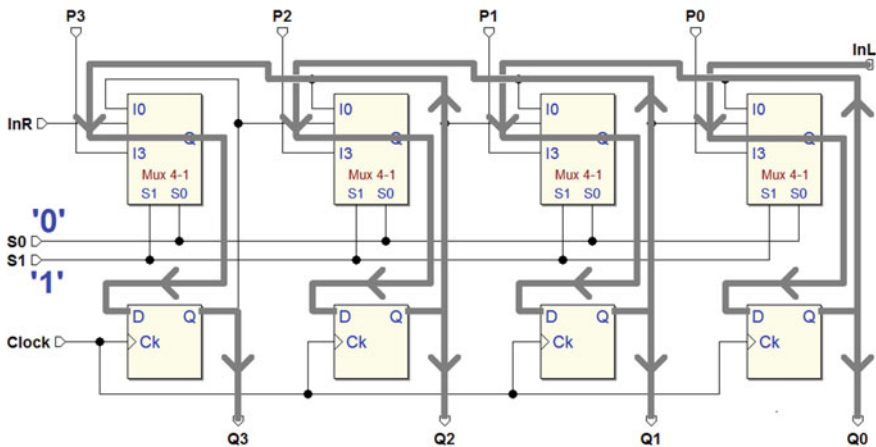 P3 P2 P1 P0
InL
I0 I0 I0 I0
InR Q Q Q Q
I3 I3 I3 I3
Mux 4-1 Mux 4-1 Mux 4-1 Mux 4-1
S1 S0 S1 S0 S1 S0 S1 S0
'0'
S0
S1
'1'
D Q D Q D Q D Q
Clock Ck Ck Ck Ck
Q3 Q2 Q1 Q0